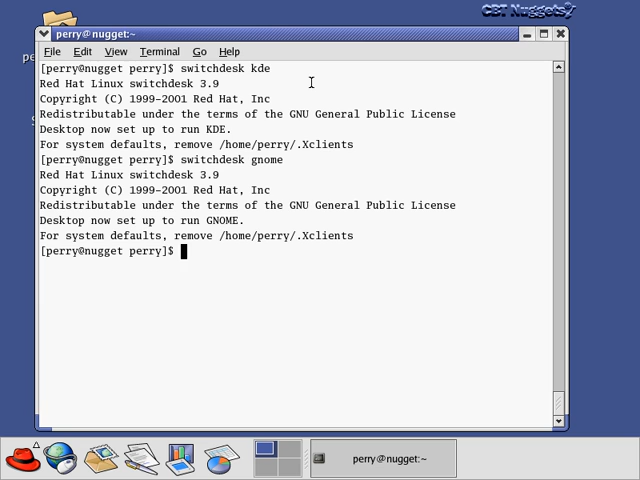 CBT Nuggets
perry@nugget:~
File Edit View Terminal Go Help
[perry@nugget perry]$ switchdesk kde
Red Hat Linux switchdesk 3.9
Copyright (C) 1999-2001 Red Hat, Inc
Redistributable under the terms of the GNU General Public License
Desktop now set up to run KDE.
For system defaults, remove /home/perry/.Xclients
[perry@nugget perry]$ switchdesk gnome
Red Hat Linux switchdesk 3.9
Copyright (C) 1999-2001 Red Hat, Inc
Redistributable under the terms of the GNU General Public License
Desktop now set up to run GNOME.
For system defaults, remove /home/perry/.Xclients
[perry@nugget perry]$
perry@nugget:~